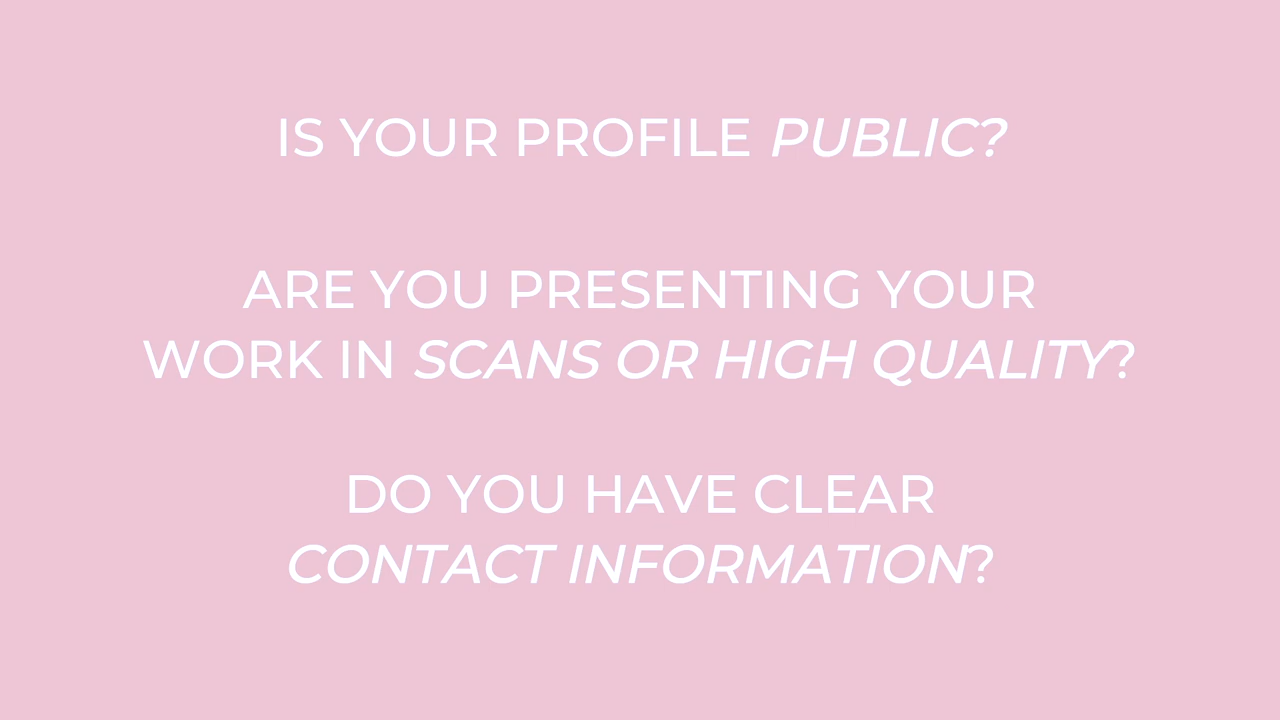 IS YOUR PROFILE PUBLIC?
ARE YOU PRESENTING YOUR
WORK IN SCANS OR HIGH QUALITY?
DO YOU HAVE CLEAR
CONTACT INFORMATION?